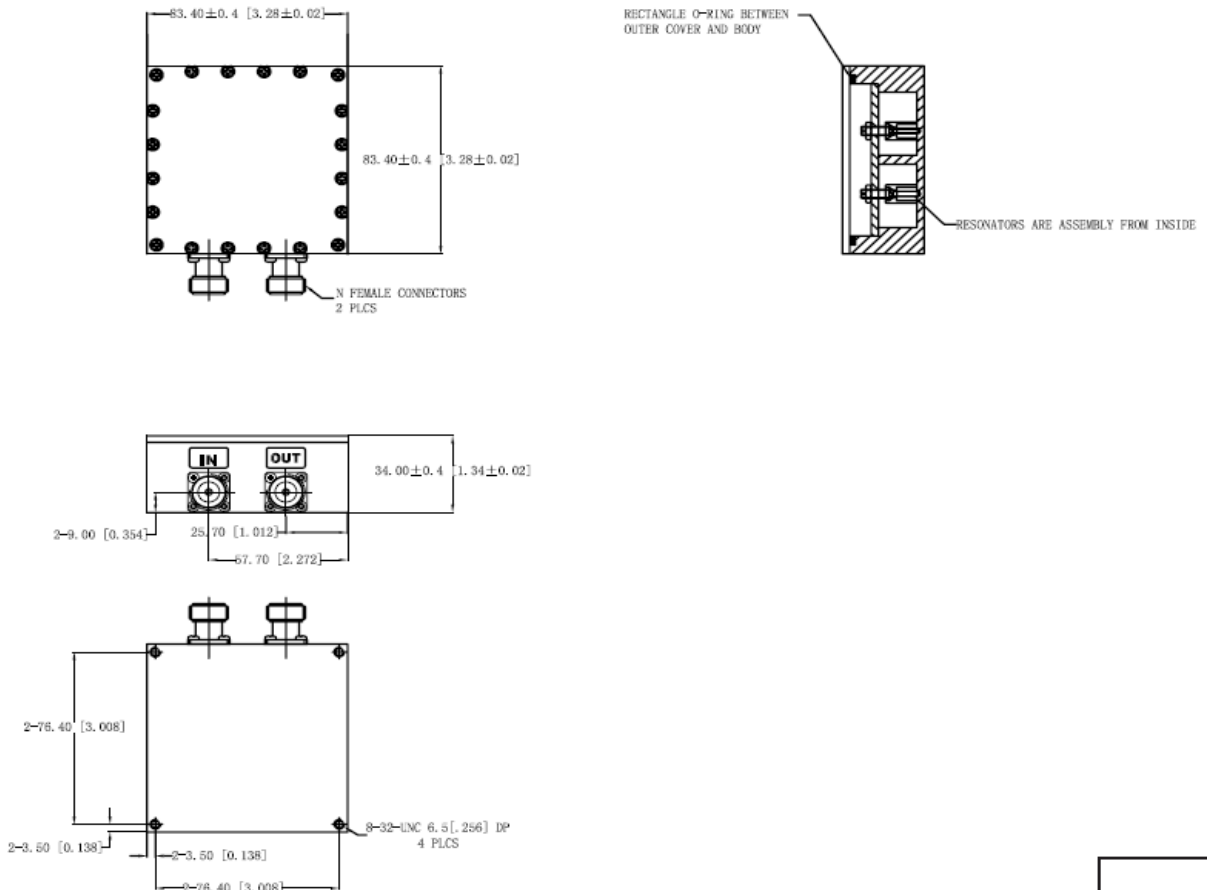 83.40±0.4 [3.28±0.02]
RECTANGLE O-RING BETWEEN
OUTER COVER AND BODY
83.40±0.4 [3.28±0.02]
RESONATORS ARE ASSEMBLY FROM INSIDE
N FEMALE CONNECTORS
2 PLCS
IN
OUT
34.00±0.4 [1.34±0.02]
2-9.00 [0.354]
25.70 [1.012]
57.70 [2.272]
2-76.40 [3.008]
8-32-UNC 6.5[.256] DP
4 PLCS
2-3.50 [0.138]
2-3.50 [0.138]
2-76.40 [3.008]